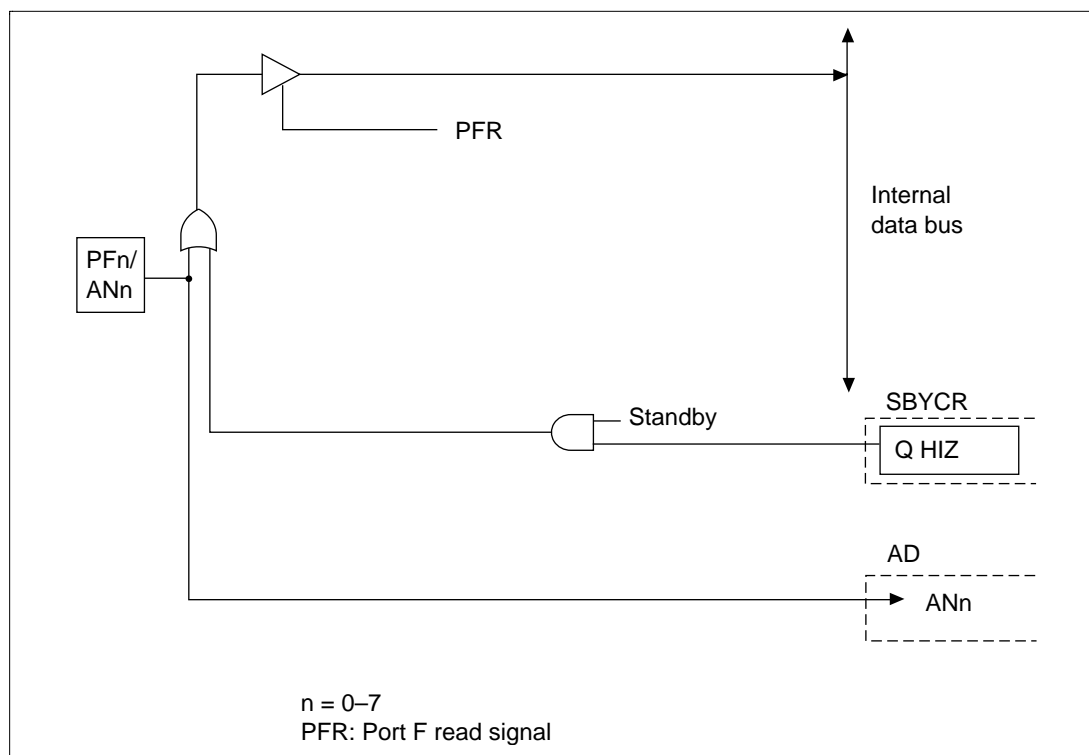 PFR
Internal
data bus
PFn/
ANn
SBYCR
Standby
Q HIZ
AD
ANn
n = 0–7
PFR: Port F read signal